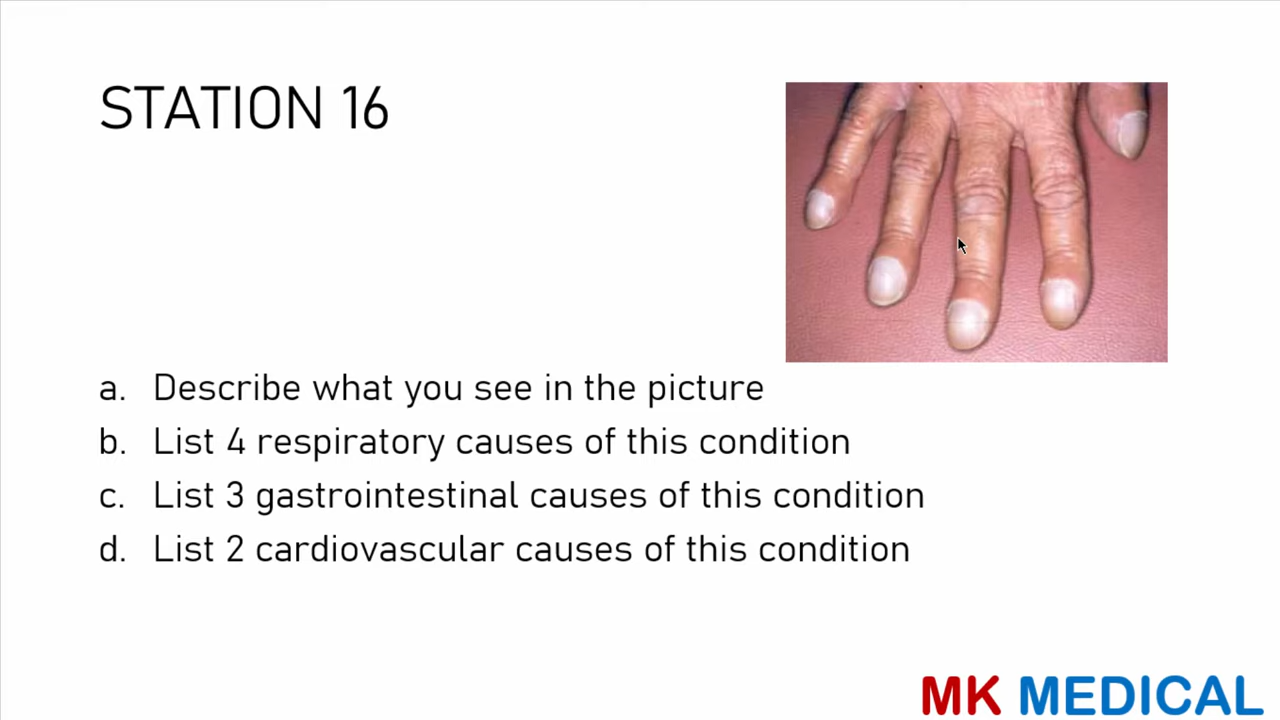 STATION 16
a. Describe what you see in the picture
b. List 4 respiratory causes of this condition
c. List 3 gastrointestinal causes of this condition
d. List 2 cardiovascular causes of this condition
MK MEDICAL